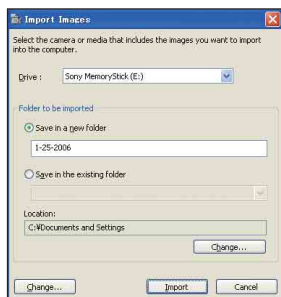 Import Images
Select the camera or media that includes the images you want to import
into the computer.
Drive :
Sony MemoryStick (E:)
Folder to be imported
Save in a new folder
1-25-2006
Save in the existing folder
Location:
C:¥Documents and Settings
Change...
Change...
Import
Cancel